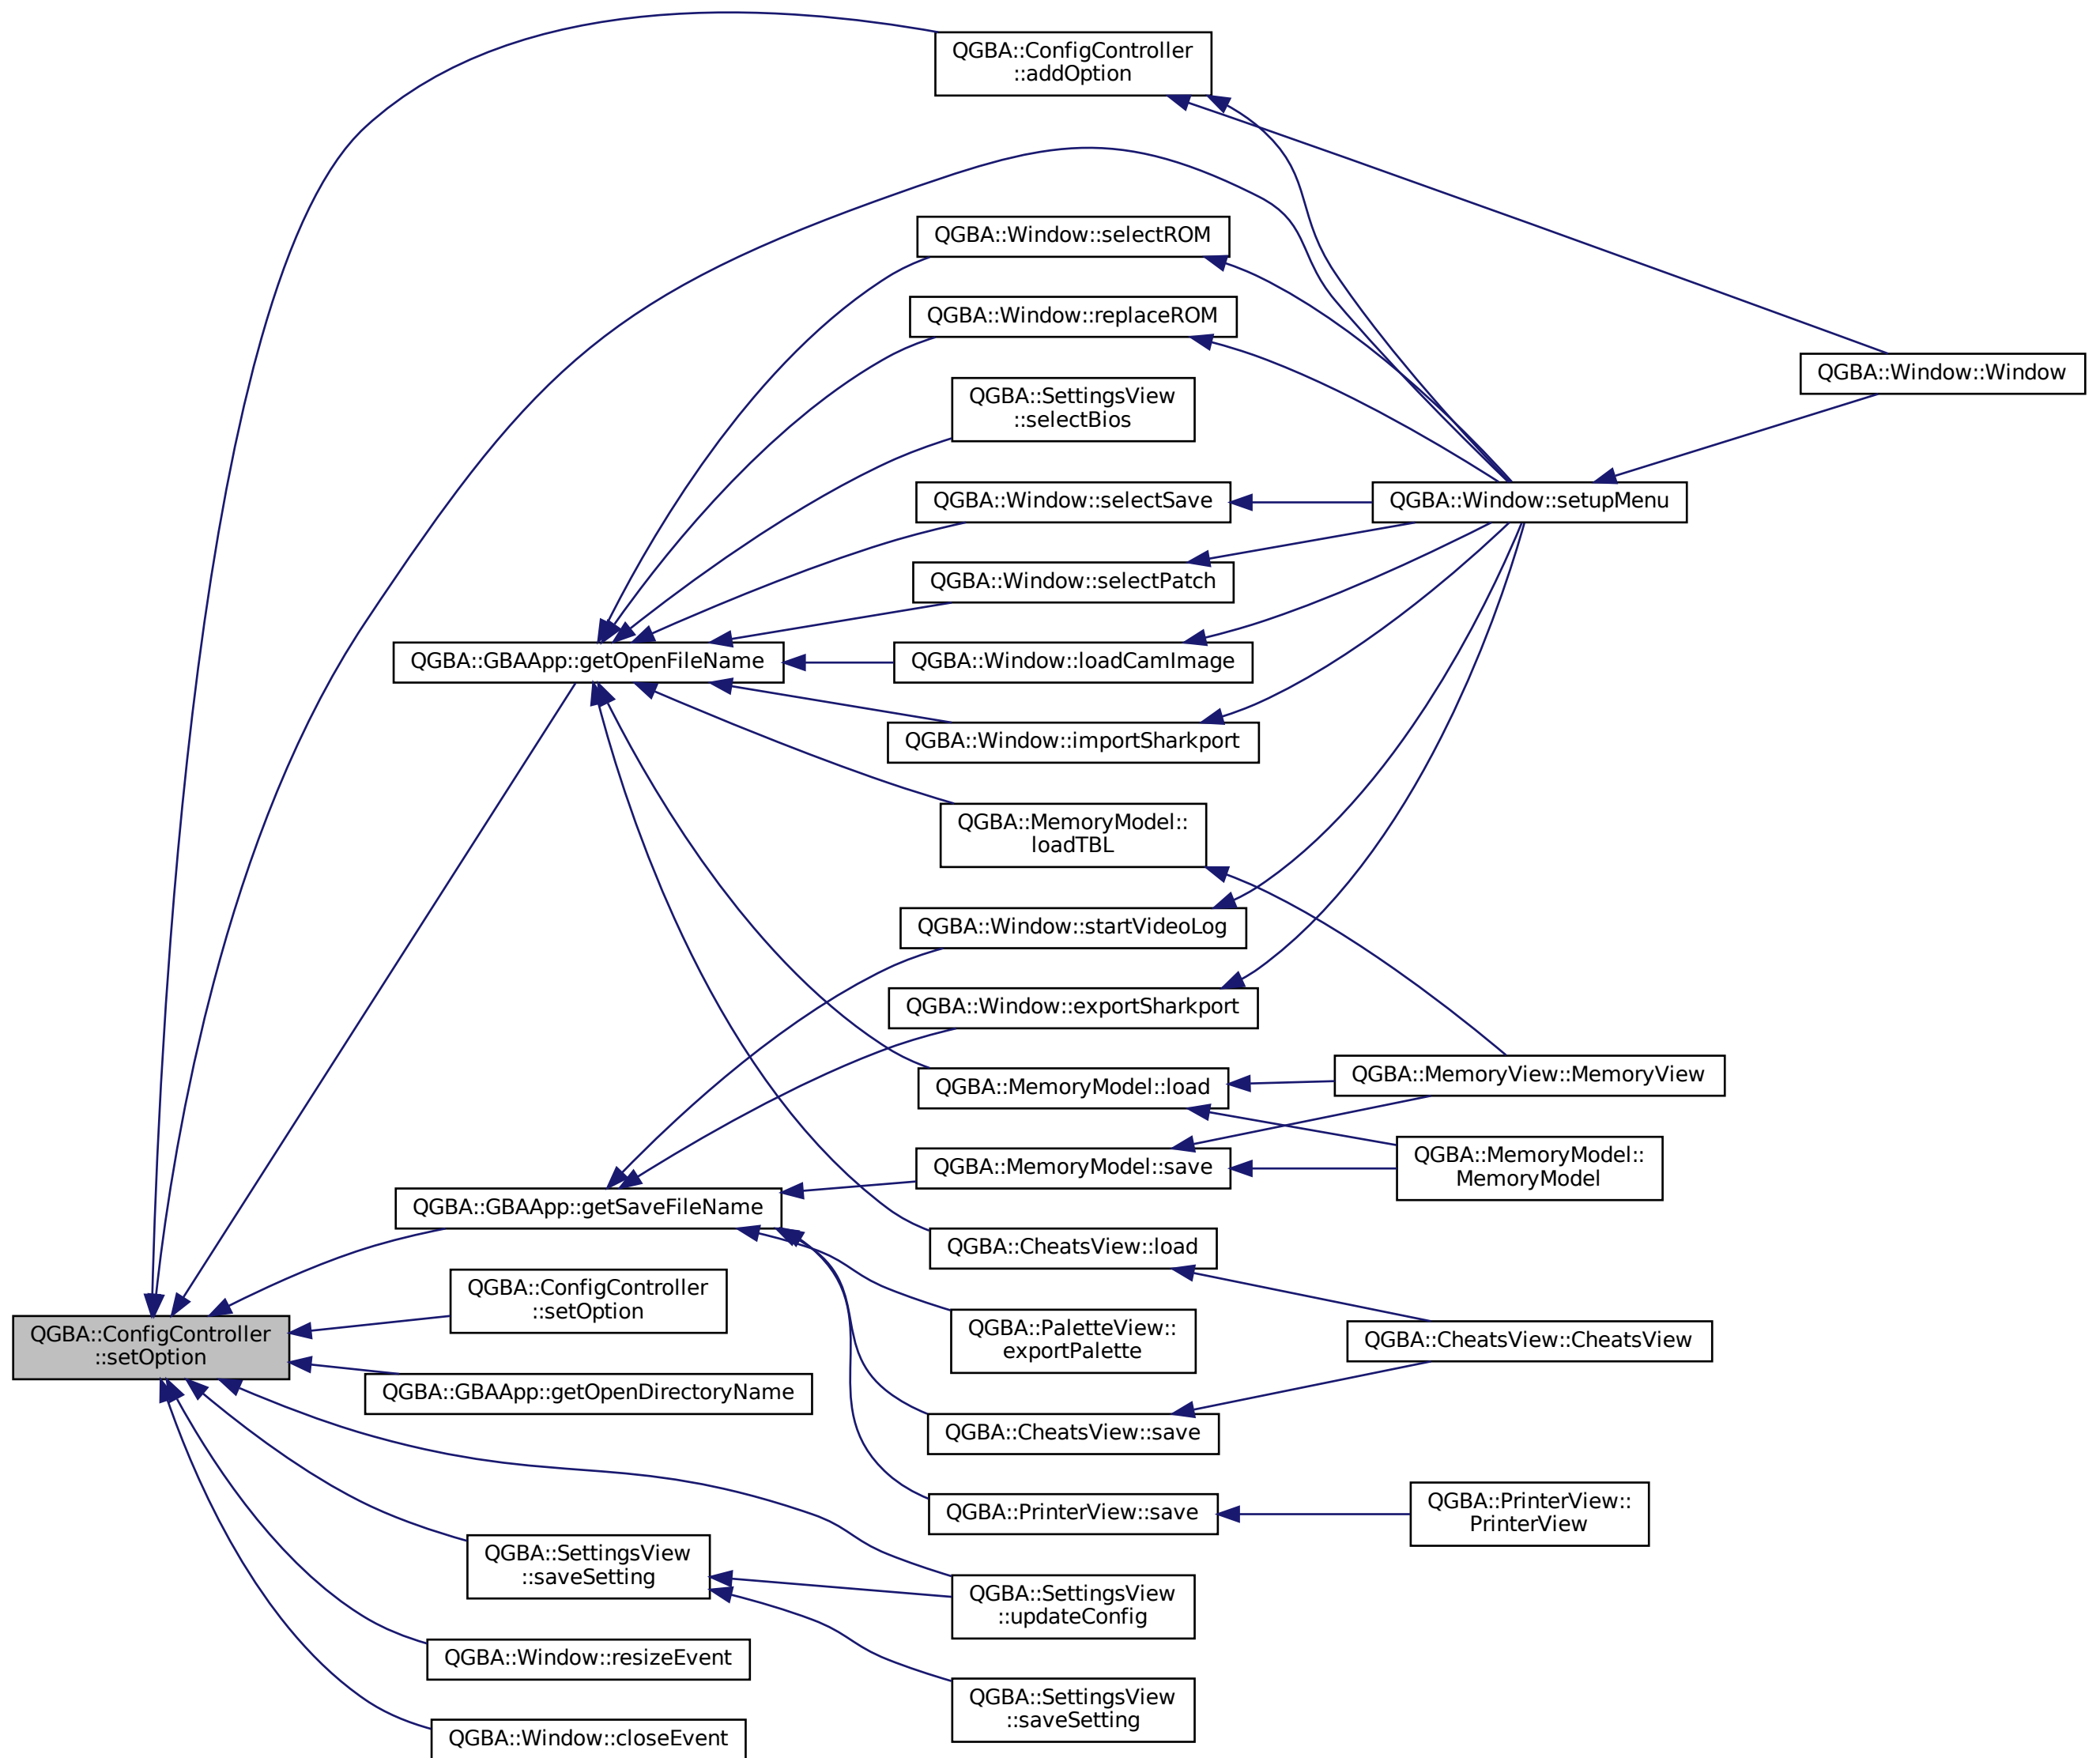 QGBA::ConfigController
::addOption
QGBA::Window::selectROM
QGBA::Window::replaceROM
QGBA::Window::Window
QGBA::SettingsView
::selectBios
QGBA::Window::selectSave
QGBA::Window::setupMenu
QGBA::Window::selectPatch
QGBA::GBAApp::getOpenFileName
QGBA::Window::loadCamImage
QGBA::Window::importSharkport
QGBA::MemoryModel::
loadTBL
QGBA::Window::startVideoLog
QGBA::Window::exportSharkport
QGBA::MemoryModel::load
QGBA::MemoryView::MemoryView
QGBA::MemoryModel::save
QGBA::MemoryModel::
MemoryModel
QGBA::GBAApp::getSaveFileName
QGBA::CheatsView::load
QGBA::ConfigController
::setOption
QGBA::ConfigController
::setOption
QGBA::PaletteView::
exportPalette
QGBA::CheatsView::CheatsView
QGBA::GBAApp::getOpenDirectoryName
QGBA::CheatsView::save
QGBA::PrinterView::save
QGBA::PrinterView::
PrinterView
QGBA::SettingsView
::saveSetting
QGBA::SettingsView
::updateConfig
QGBA::Window::resizeEvent
QGBA::SettingsView
::saveSetting
QGBA::Window::closeEvent